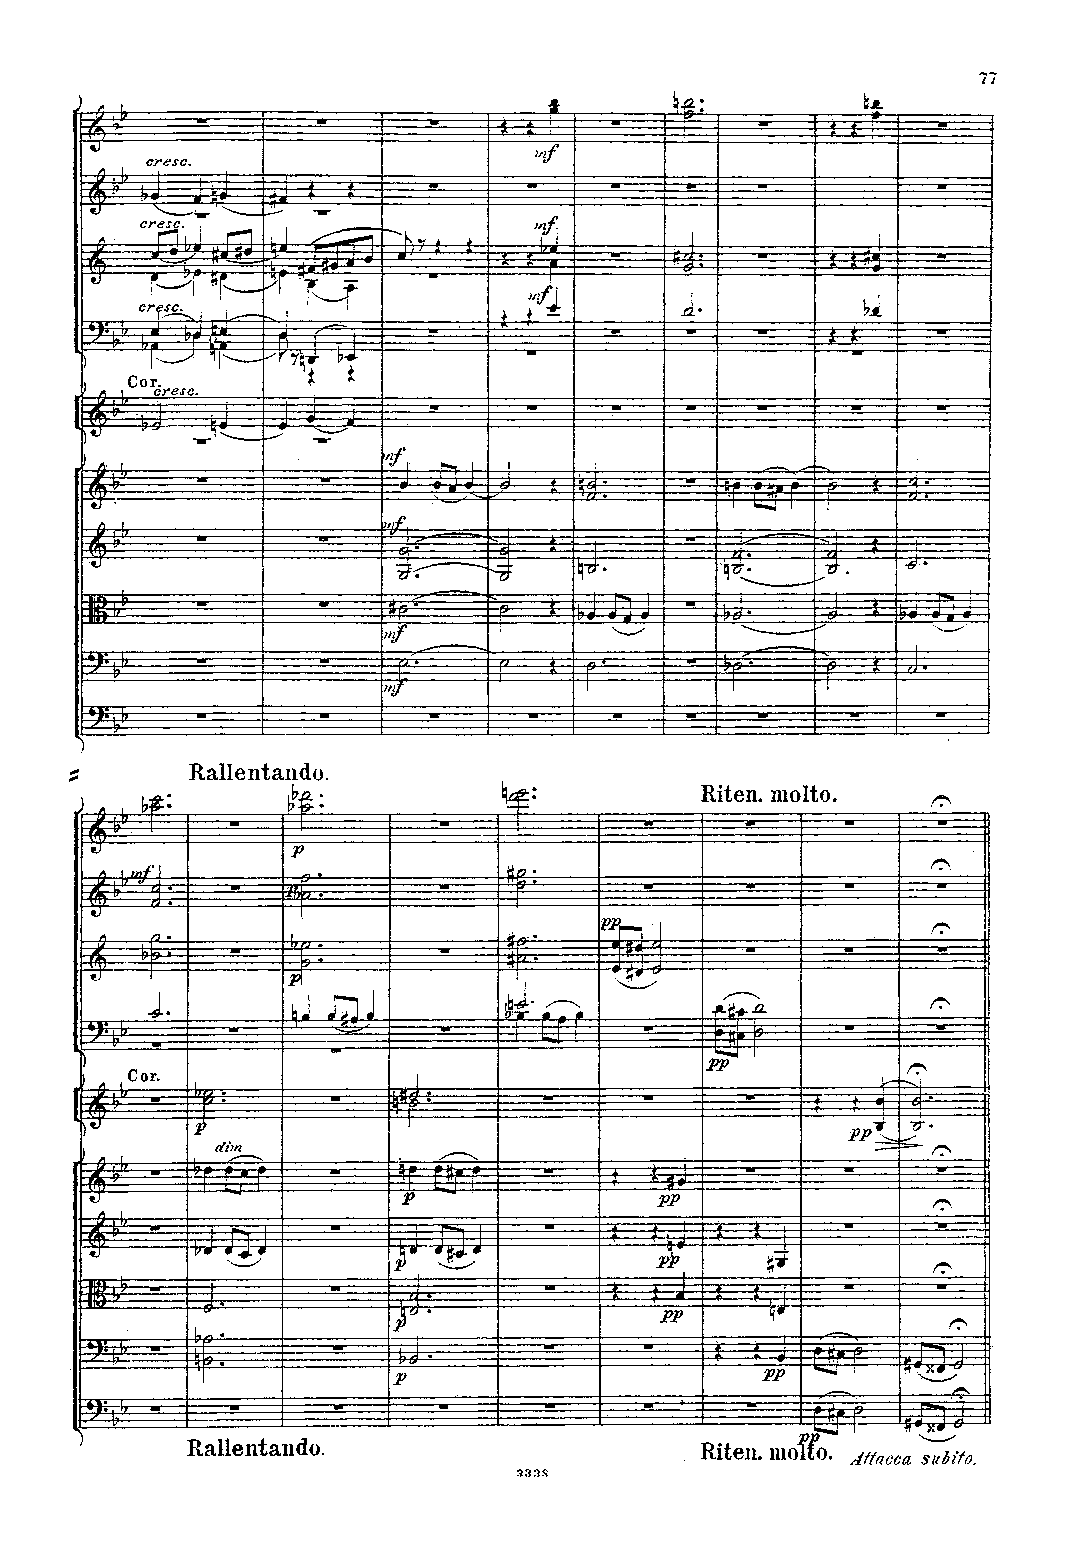 77
mf
cresc.
cresc.
mf
mf
cresc.
Cor.
cresc.
mf
mf
mf
mf
Rallentando.
Riten. molto.
p
mf
p
pp
p
pp
Cor.
p
pp
dim
p
pp
p
pp
p
pp
p
pp
pp
Rallentando.
Riten. molto.
Attacca subito.
3338